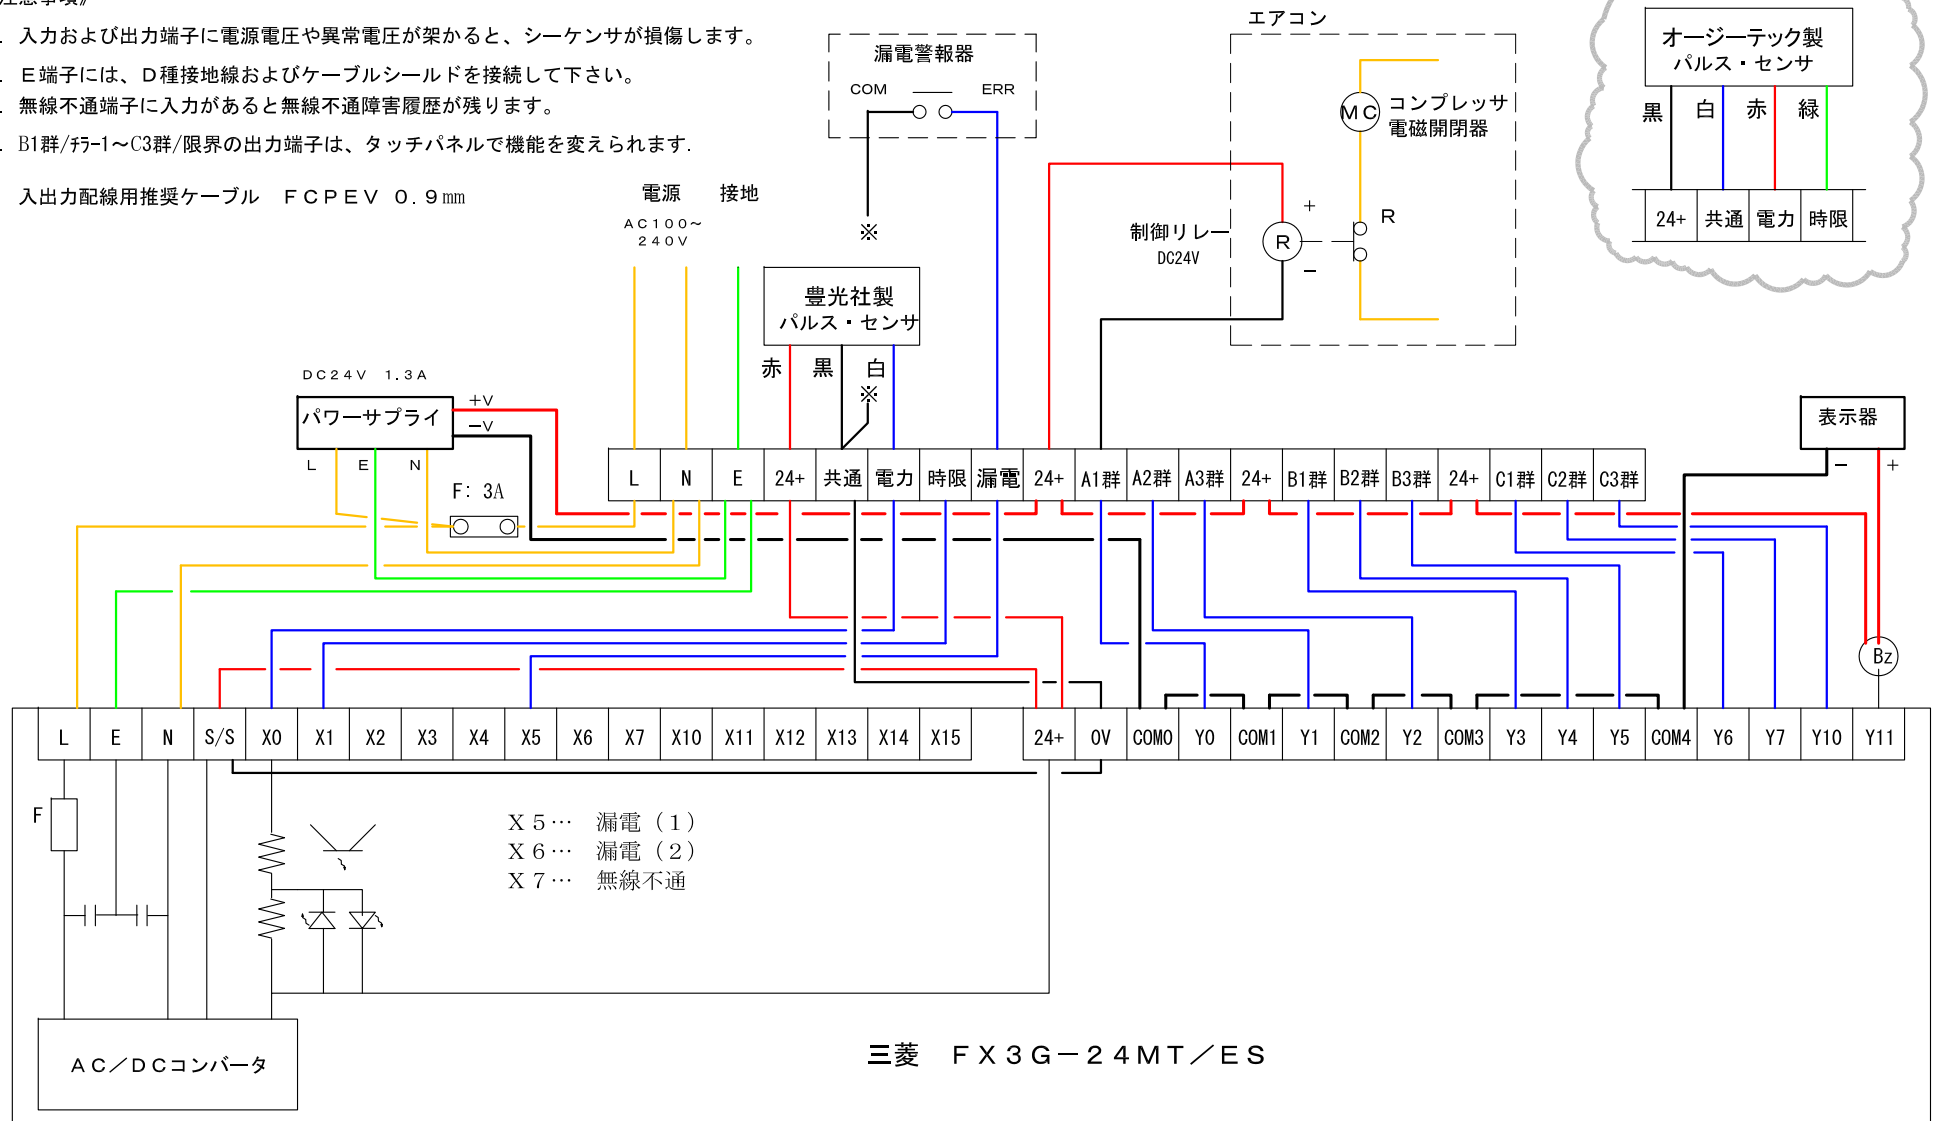 注意事項》
. 入力および出力端子に電源電圧や異常電圧が架かると、シーケンサが損傷します。
. E端子には、D種接地線およびケーブルシールドを接続して下さい。
. 無線不通端子に入力があると無線不通障害履歴が残ります。
. B1群/ﾁﾗｰ1～C3群/限界の出力端子は、タッチパネルで機能を変えられます.
入出力配線用推奨ケーブル FCPEV 0.9mm
漏電警報器
COM ERR
※
エアコン
MC
コンプレッサ
電磁開閉器
制御リレー
DC24V
R
+
-
R
オージーテック製
パルス・センサ
黒 白 赤 緑
24+ 共通 電力 時限
電源 接地
AC100～
240V
豊光社製
パルス・センサ
赤 黒 白
※
DC24V 1.3A
パワーサプライ
+V
-V
L E N
F: 3A
表示器
- +
L N E 24+ 共通 電力 時限 漏電 24+ A1群 A2群 A3群 24+ B1群 B2群 B3群 24+ C1群 C2群 C3群
Bz
L E N S/S X0 X1 X2 X3 X4 X5 X6 X7 X10 X11 X12 X13 X14 X15 24+ 0V COM0 Y0 COM1 Y1 COM2 Y2 COM3 Y3 Y4 Y5 COM4 Y6 Y7 Y10 Y11
F
X5… 漏電(1)
X6… 漏電(2)
X7… 無線不通
AC/DCコンバータ
三菱 FX3G-24MT/ES